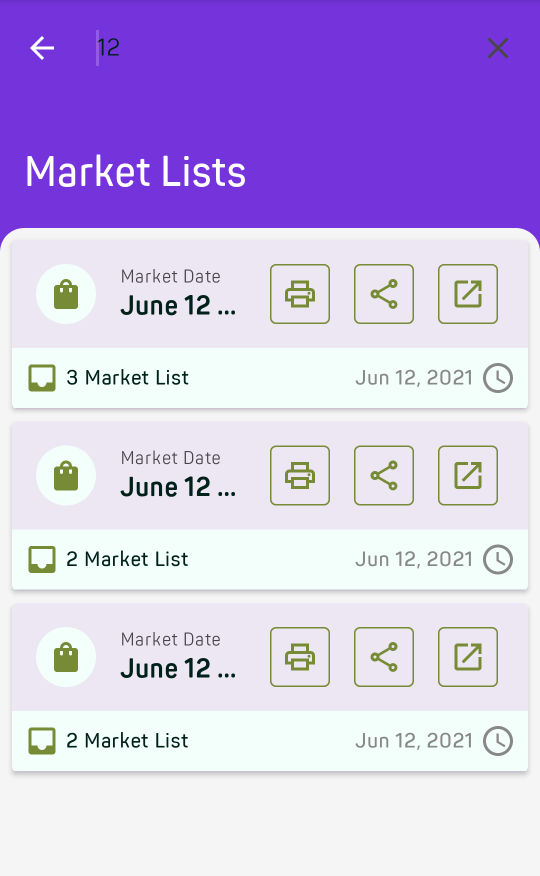 12
Market Lists
Market Date
June 12 ...
3 Market List
Jun 12, 2021
Market Date
June 12 ...
2 Market List
Jun 12, 2021
Market Date
June 12 ...
2 Market List
Jun 12, 2021